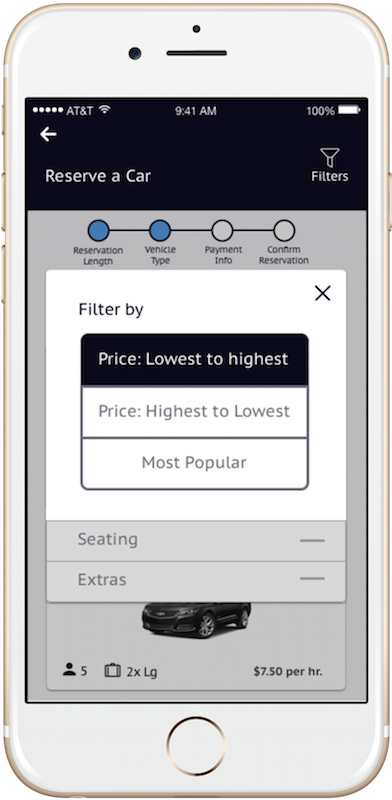 AT&T 9:41 AM 100%
Reserve a Car
Filters
Reservation Length
Vehicle Type
Payment Info
Confirm Reservation
Filter by
Price: Lowest to highest
Price: Highest to Lowest
Most Popular
Seating
Extras
5 2x Lg $7.50 per hr.